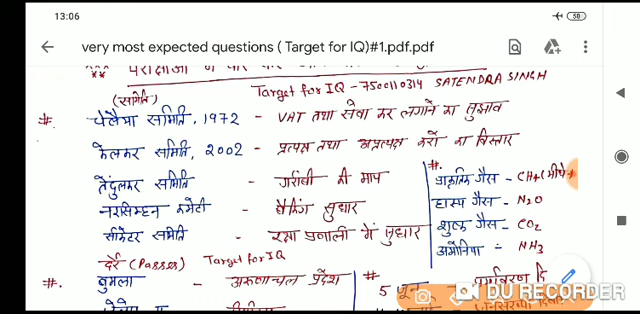 13:06
58
very most expected questions ( Target for IQ)#1.pdf.pdf
** परीक्षाओं में बार बार
Target for IQ - 7500110314 SATENDRA SINGH
(समिति)
#. चेलैया समिति, 1972 - VAT तथा सेवा कर लगाने का सुझाव
केलकर समिति, 2002 - प्रत्यक्ष तथा अप्रत्यक्ष करों का विस्तार
तेंदुलकर समिति - गरीबी की माप
नरसिम्हन कमेटी - बैंकिंग सुधार
सीकेटर समिति - रक्षा प्रणाली में सुधार
#.
प्राकृतिक गैस - CH4 (मीथे
हास्य गैस - N2O
शुष्क गैस - CO2
अमोनिया - NH3
दर्रे (Passes) Target for IQ
#. बुमला - अरुणाचल प्रदेश
# 5 जून - पर्यावरण दि
DU RECORDER